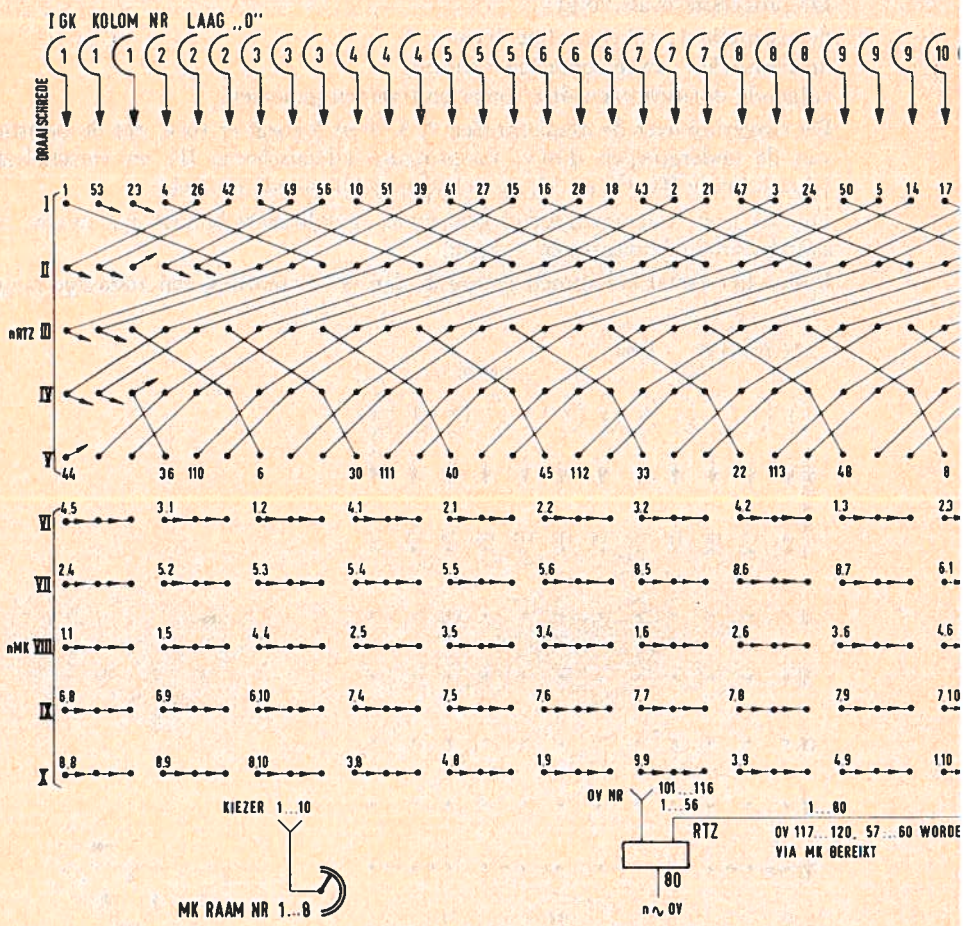 I GK KOLOM NR LAAG „0"
1 1 1 2 2 2 3 3 3 4 4 4 5 5 5 6 6 6 7 7 7 8 8 8 9 9 9 10
DRAAISCHREDE
1 53 23 4 26 42 7 49 56 10 51 39 41 27 15 16 28 18 43 2 21 47 3 24 50 5 14 17
I
II
nRTZ III
IV
V
44 36 110 6 30 111 40 45 112 33 22 113 48 8
VI 4.5 3.1 1.2 4.1 2.1 2.2 3.2 4.2 1.3 2.3
VII 2.4 5.2 5.3 5.4 5.5 5.6 8.5 8.6 8.7 6.1
nMK VIII 1.1 1.5 4.4 2.5 3.5 3.4 1.6 2.6 3.6 4.6
IX 6.8 6.9 6.10 7.4 7.5 7.6 7.7 7.8 7.9 7.10
X 8.8 8.9 8.10 3.8 4.8 1.9 9.9 3.9 4.9 1.10
KIEZER 1...10
MK RAAM NR 1...8
OV NR 101...116
1...56
1...80
RTZ
80
n~OV
OV 117...120, 57...60 WORDE
VIA MK BEREIKT